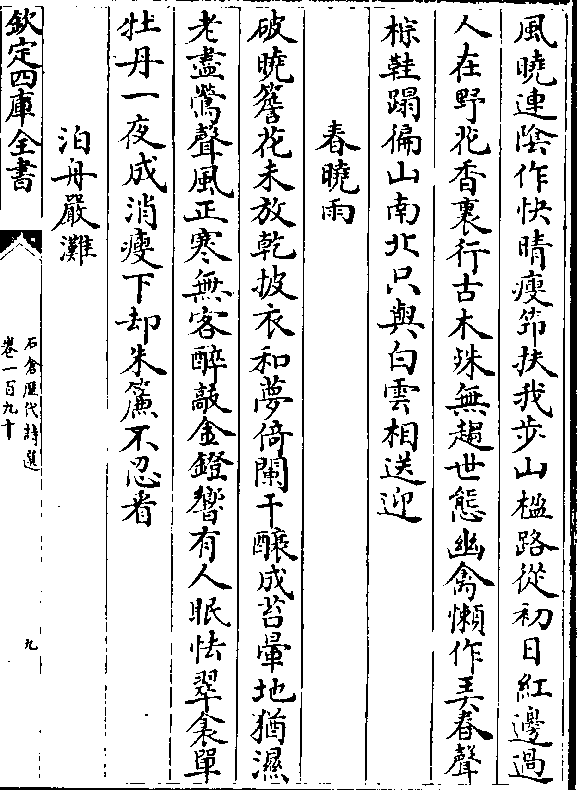 風曉連陰作快晴瘦筇扶我步山楹路從初日紅邊過
人在野花香裏行古木殊無趨世態幽禽懶作美春聲
棕鞋蹋徧山南北只與白雲相送迎
春曉雨
破曉簷花未放乾披衣和夢倚闌干釀成苔暈地猶濕
老盡鶯聲風正寒無客醉敲金鐙響有人眠怯翠衾單
牡丹一夜成消瘦下却朱簾不忍看
泊舟嚴灘
欽定四庫全書
石倉歷代詩選
卷一百九十
九